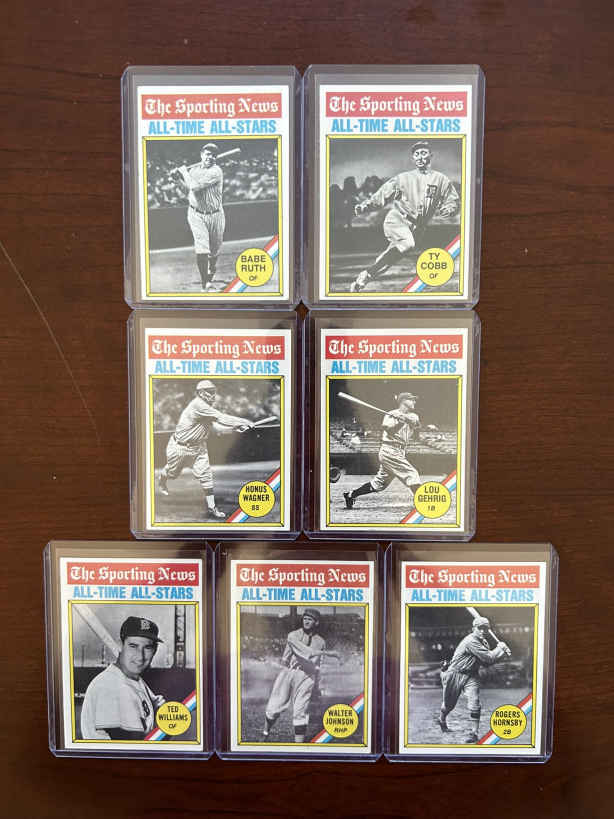 The Sporting News
ALL-TIME ALL-STARS
BABE
RUTH
OF
The Sporting News
ALL-TIME ALL-STARS
TY
COBB
OF
The Sporting News
ALL-TIME ALL-STARS
HONUS
WAGNER
SS
The Sporting News
ALL-TIME ALL-STARS
LOU
GEHRIG
1B
The Sporting News
ALL-TIME ALL-STARS
TED
WILLIAMS
OF
The Sporting News
ALL-TIME ALL-STARS
WALTER
JOHNSON
RHP
The Sporting News
ALL-TIME ALL-STARS
ROGERS
HORNSBY
2B